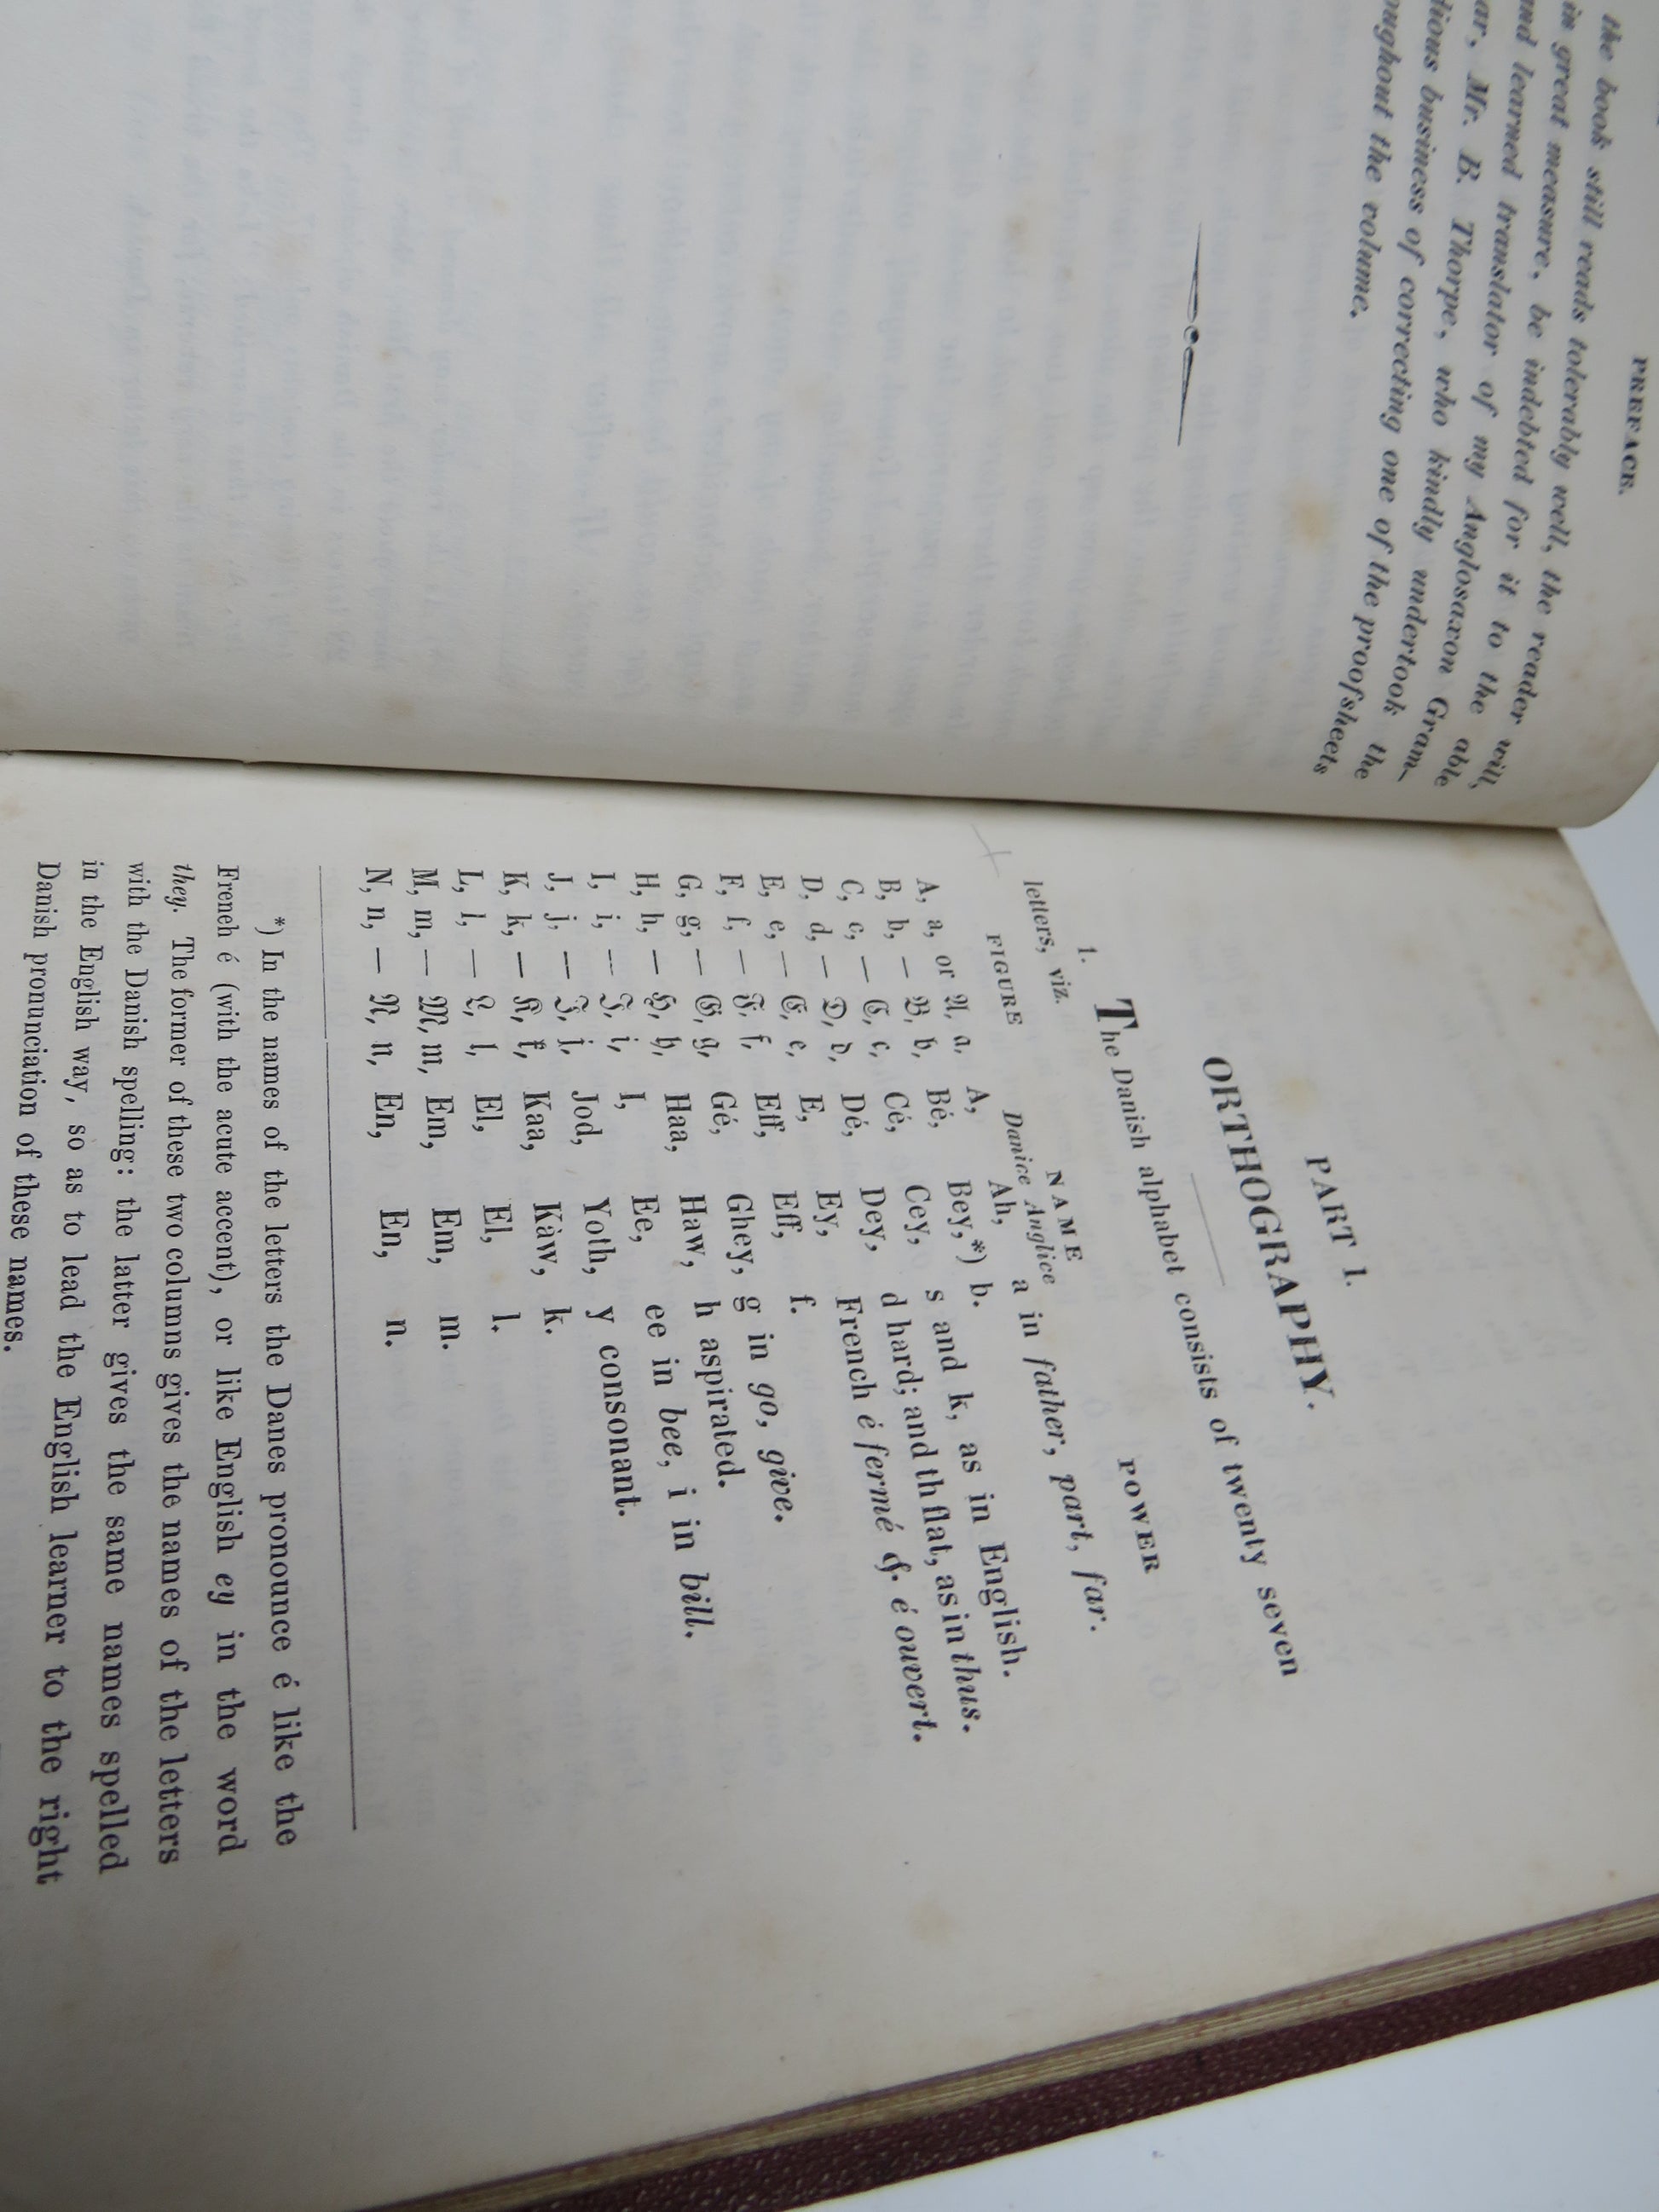 PREFACE.
the book still reads tolerably well, the reader will,
in great measure, be indebted for it to the able
and learned translator of my Anglosaxon Gram-
ar, Mr. B. Thorpe, who kindly undertook the
dious business of correcting one of the proofsheets
oughout the volume.
PART I.
ORTHOGRAPHY.
1. The Danish alphabet consists of twenty seven
letters, viz.
FIGURE NAME POWER
Danice Anglice
A, a, or 𝔄, a, A, Ah, a in father, part, far.
B, b, — 𝔅, b, Bé, Bey,*) b.
C, c, — ℭ, c, Cé, Cey, s and k, as in English.
D, d, — 𝔇, d, Dé, Dey, d hard; and th flat, as in thus.
E, e, — 𝔈, e, E, Ey, French é fermé & é ouvert.
F, f, — 𝔉, f, Eff, Eff, f.
G, g, — 𝔊, g, Gé, Ghey, g in go, give.
H, h, — ℌ, h, Haa, Haw, h aspirated.
I, i, — ℑ, i, I, Ee, ee in bee, i in bill.
J, j, — 𝔍, j, Jod, Yoth, y consonant.
K, k, — 𝔎, k, Kaa, Kàw, k.
L, l, — 𝔏, l, El, El, l.
M, m, — 𝔐, m, Em, Em, m.
N, n, — 𝔑, n, En, En, n.
*) In the names of the letters the Danes pronounce é like the
Freneh é (with the acute accent), or like English ey in the word
they. The former of these two columns gives the names of the letters
with the Danish spelling: the latter gives the same names spelled
in the English way, so as to lead the English learner to the right
Danish pronunciation of these names.